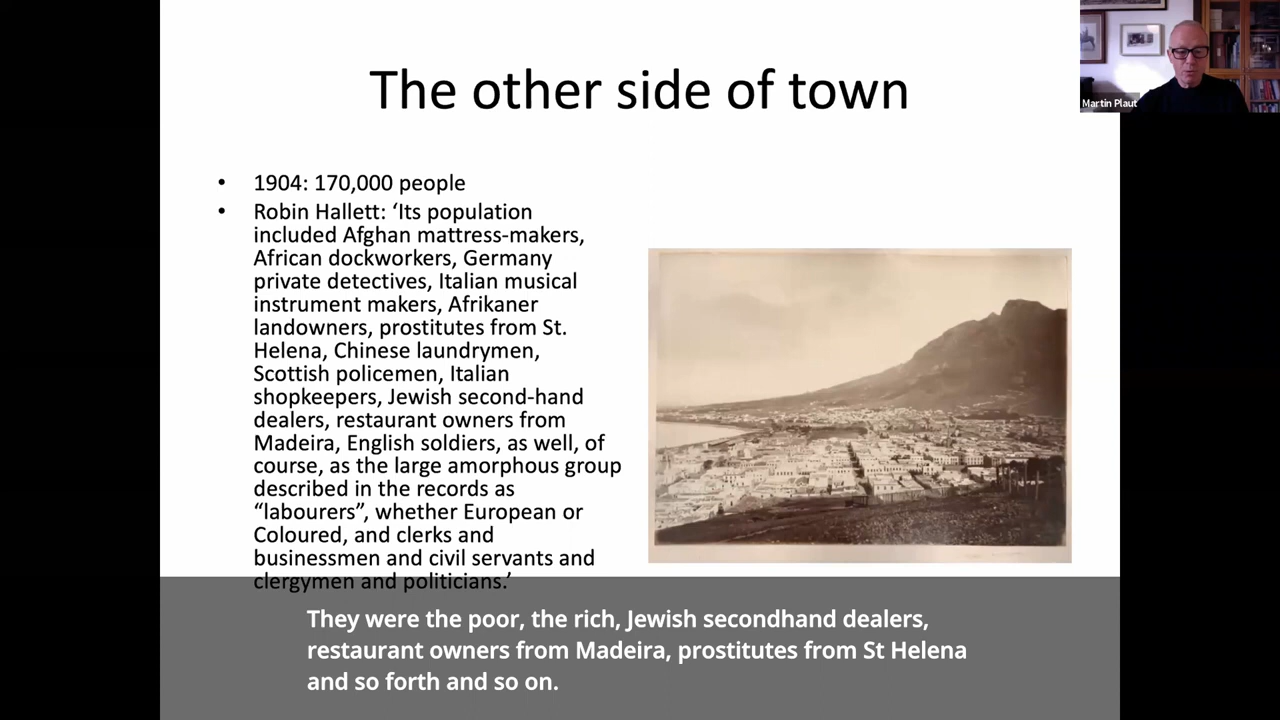 The other side of town
Martin Plaut
• 1904: 170,000 people
• Robin Hallett: ‘Its population
included Afghan mattress-makers,
African dockworkers, Germany
private detectives, Italian musical
instrument makers, Afrikaner
landowners, prostitutes from St.
Helena, Chinese laundrymen,
Scottish policemen, Italian
shopkeepers, Jewish second-hand
dealers, restaurant owners from
Madeira, English soldiers, as well, of
course, as the large amorphous group
described in the records as
“labourers”, whether European or
Coloured, and clerks and
businessmen and civil servants and
clergymen and politicians.’
They were the poor, the rich, Jewish secondhand dealers,
restaurant owners from Madeira, prostitutes from St Helena
and so forth and so on.